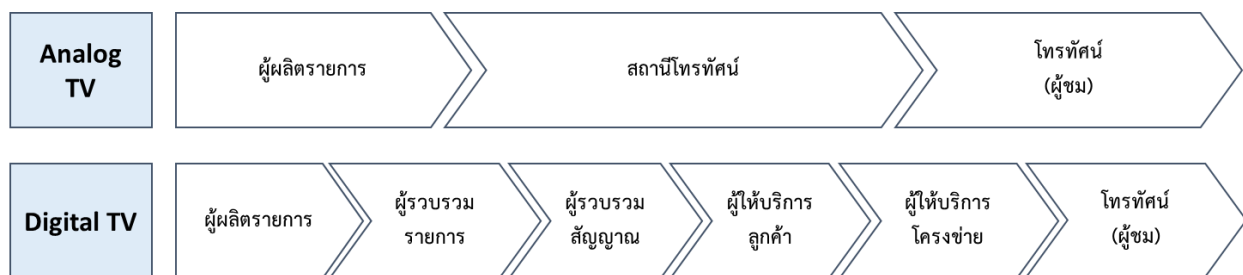 Analog
TV
ผู้ผลิตรายการ
สถานีโทรทัศน์
โทรทัศน์
(ผู้ชม)
Digital TV
ผู้ผลิตรายการ
ผู้รวบรวม
รายการ
ผู้รวบรวม
สัญญาณ
ผู้ให้บริการ
ลูกค้า
ผู้ให้บริการ
โครงข่าย
โทรทัศน์
(ผู้ชม)